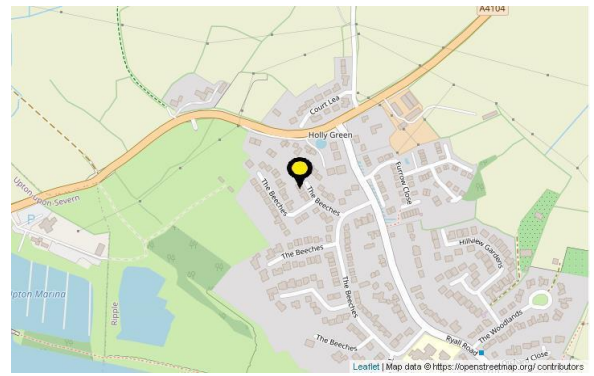 A4104
Court Lea
Holly Green
Furrow Close
The Beeches
The Beeches
Upton-upon-Severn
P
Hillview Gardens
The Beeches
Upton Marina
Ripple
The Beeches
The Woodlands
The Beeches
Ryall Road
Close
Leaflet | Map data © https://openstreetmap.org/ contributors